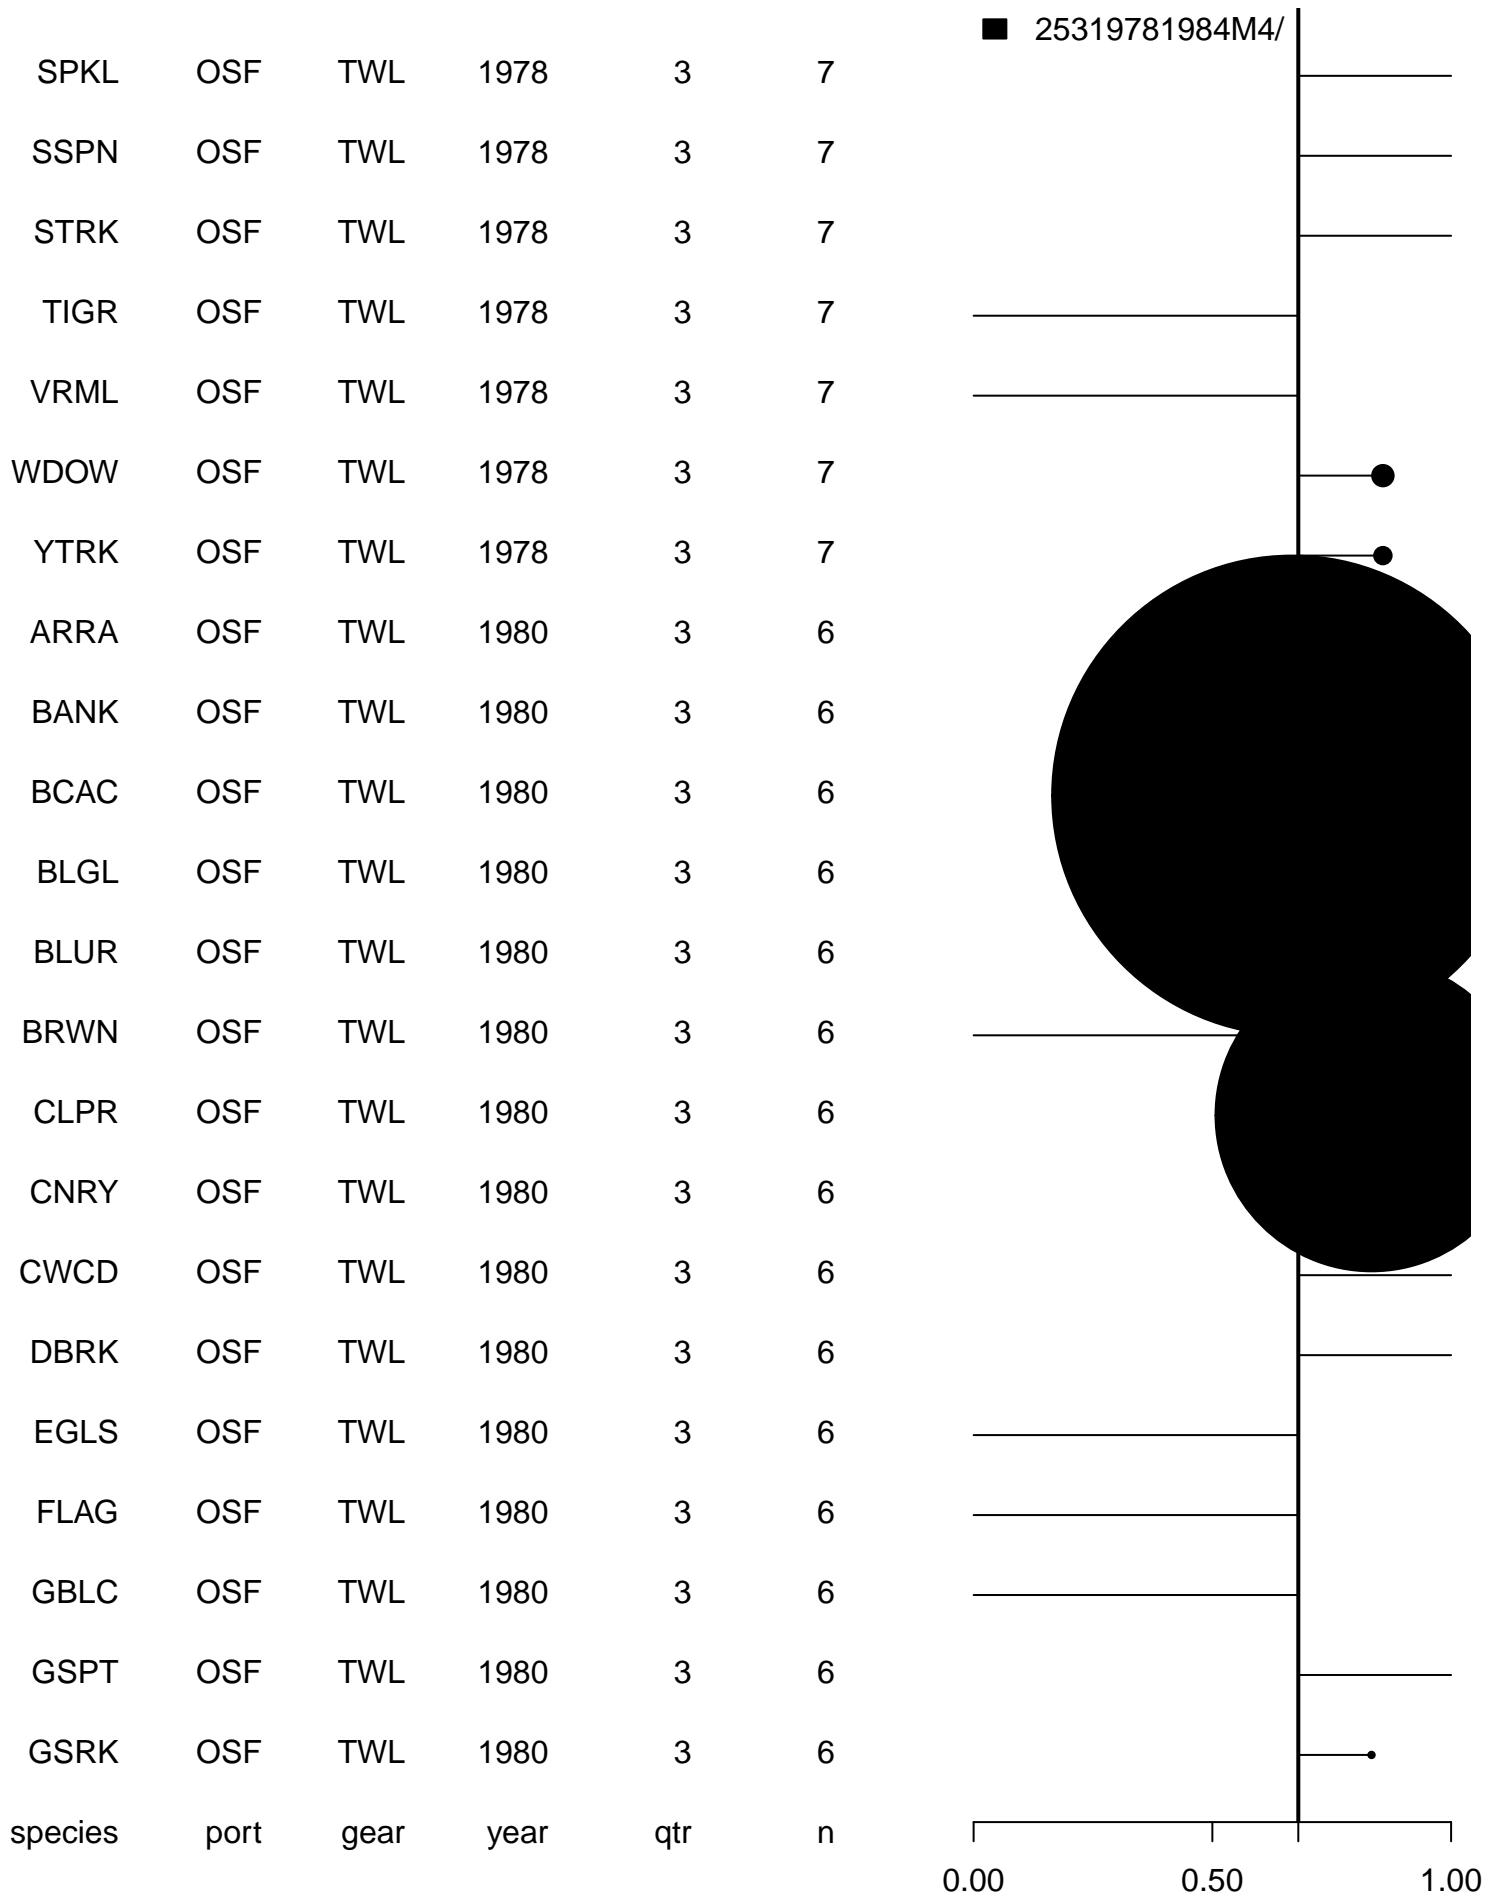 25319781984M4/
SPKL OSF TWL 1978 3 7
SSPN OSF TWL 1978 3 7
STRK OSF TWL 1978 3 7
TIGR OSF TWL 1978 3 7
VRML OSF TWL 1978 3 7
WDOW OSF TWL 1978 3 7
YTRK OSF TWL 1978 3 7
ARRA OSF TWL 1980 3 6
BANK OSF TWL 1980 3 6
BCAC OSF TWL 1980 3 6
BLGL OSF TWL 1980 3 6
BLUR OSF TWL 1980 3 6
BRWN OSF TWL 1980 3 6
CLPR OSF TWL 1980 3 6
CNRY OSF TWL 1980 3 6
CWCD OSF TWL 1980 3 6
DBRK OSF TWL 1980 3 6
EGLS OSF TWL 1980 3 6
FLAG OSF TWL 1980 3 6
GBLC OSF TWL 1980 3 6
GSPT OSF TWL 1980 3 6
GSRK OSF TWL 1980 3 6
species port gear year qtr n
0.00 0.50 1.00